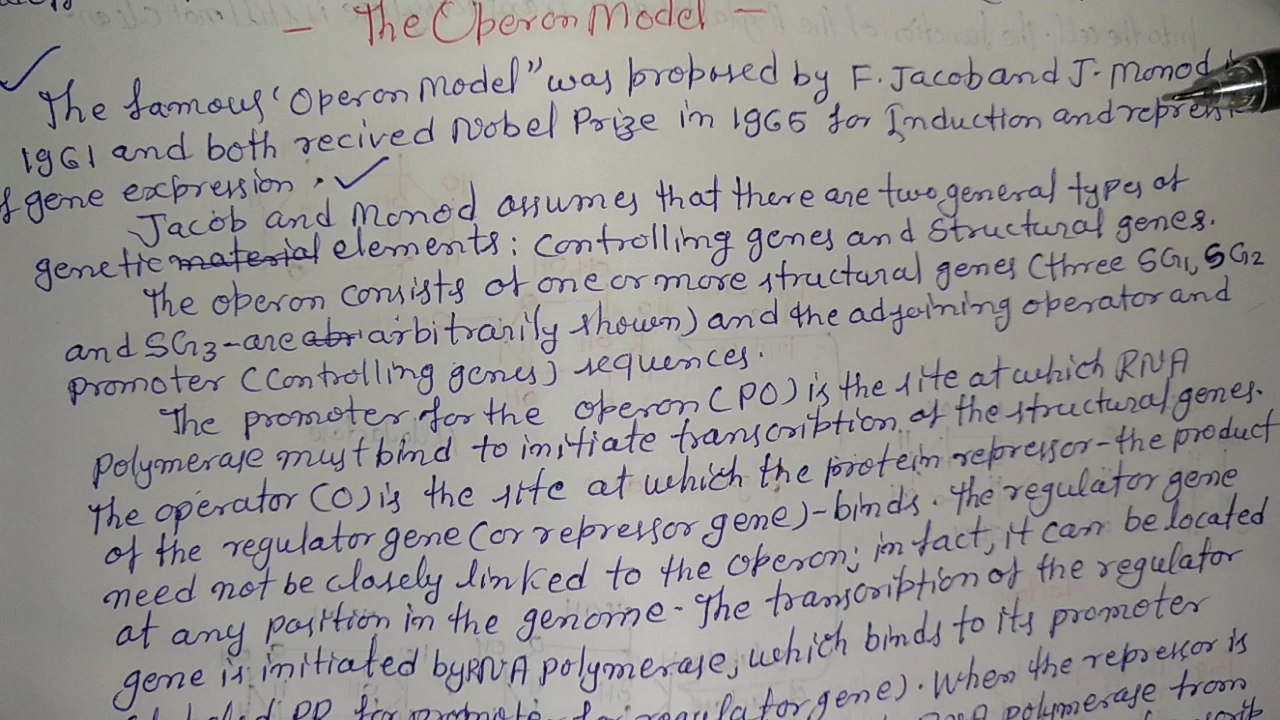 - The Operon Model -
The famous 'Operon Model" was proposed by F. Jacob and J. Monod
1961 and both recived Nobel Prize in 1965 for Induction and
gene expression.
Jacob and Monod assumes that there are two general types of
genetic material elements: Controlling genes and Structural genes.
The operon consists of one or more structural genes (three SG1, SG2
and SG3-are abr arbitrarily shown) and the adjoining operator and
promoter (Controlling genes) sequences.
The promoter for the operon (PO) is the site at which RNA
polymerase must bind to initiate transcription of the structural genes.
The operator (O) is the site at which the protein repressor-the product
of the regulator gene (or repressor gene)-binds. The regulator gene
need not be closely linked to the operon; in fact, it can be located
at any position in the genome. The transcription of the regulator
gene is initiated by RNA polymerase, which binds to its promoter
PP for regulator gene). When the repressor is
polymerase from